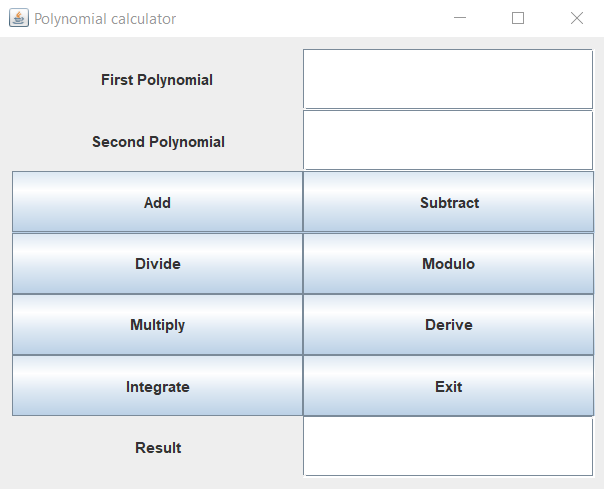 Polynomial calculator
First Polynomial
Second Polynomial
Add
Subtract
Divide
Modulo
Multiply
Derive
Integrate
Exit
Result